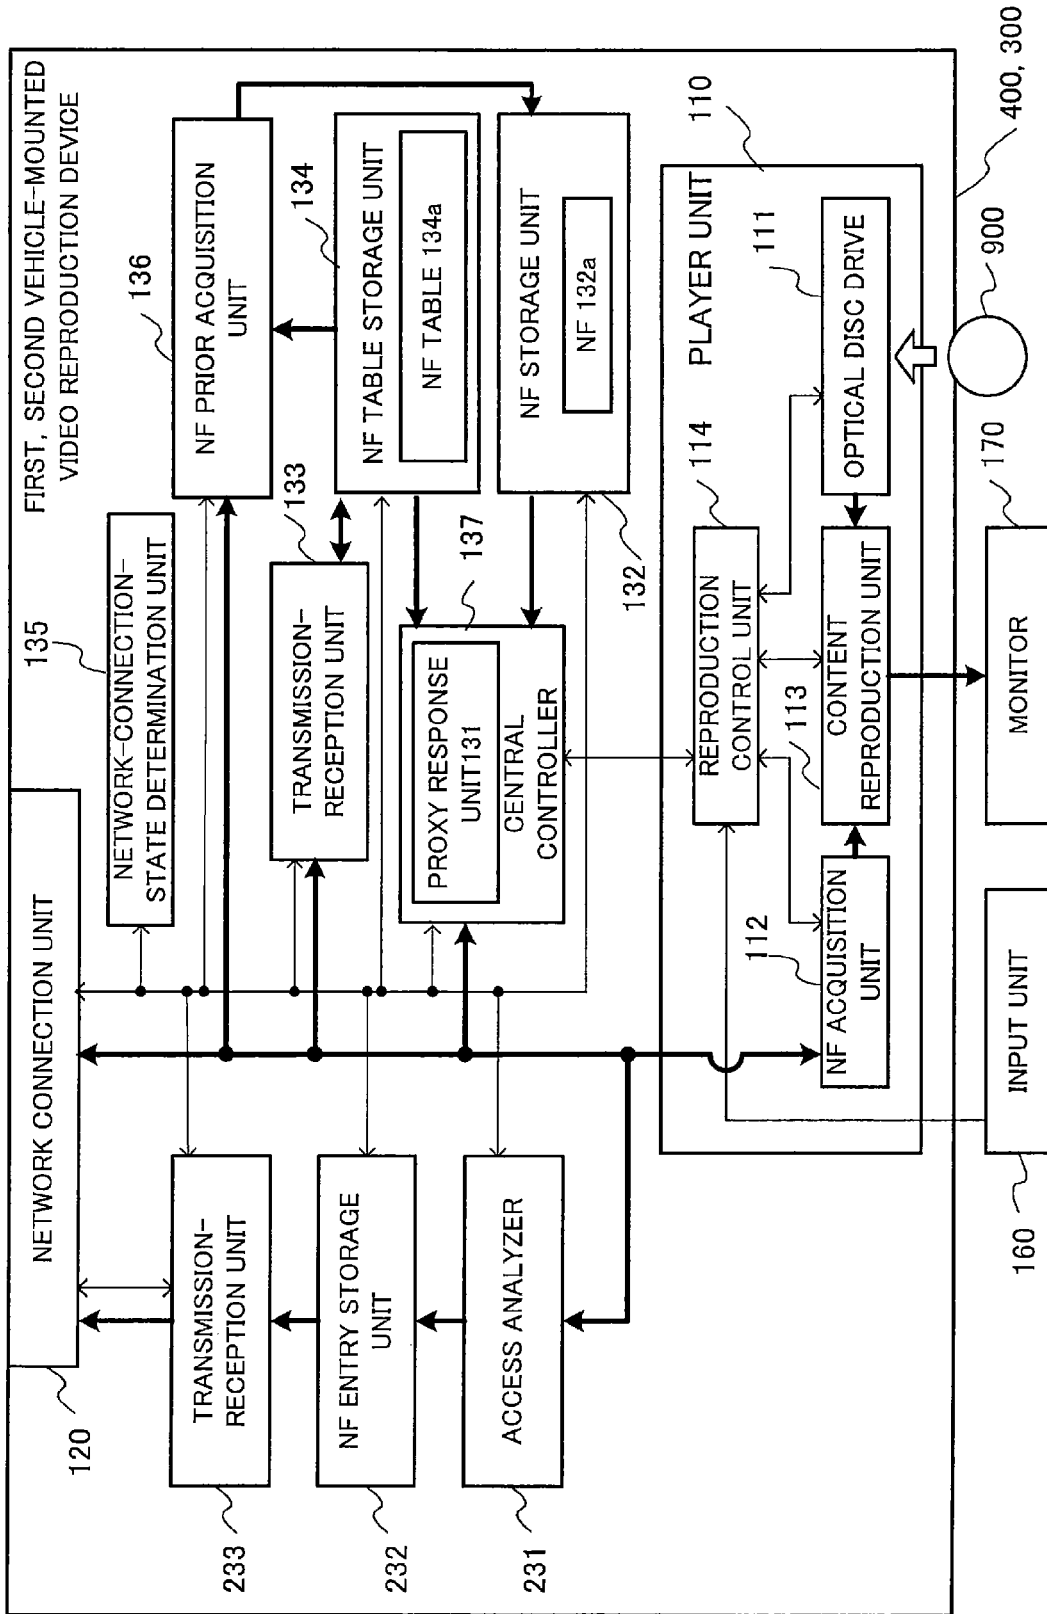 FIRST, SECOND VEHICLE-MOUNTED
VIDEO REPRODUCTION DEVICE
NETWORK CONNECTION UNIT
120
135
NETWORK-CONNECTION-
STATE DETERMINATION UNIT
136
NF PRIOR ACQUISITION
UNIT
TRANSMISSION-
RECEPTION UNIT
233
133
TRANSMISSION-
RECEPTION UNIT
134
NF TABLE STORAGE UNIT
NF TABLE 134a
NF ENTRY STORAGE
UNIT
232
137
PROXY RESPONSE
UNIT131
CENTRAL
CONTROLLER
NF STORAGE UNIT
NF 132a
132
ACCESS ANALYZER
231
110
PLAYER UNIT
114
REPRODUCTION
CONTROL UNIT
111
OPTICAL DISC DRIVE
112
NF ACQUISITION
UNIT
113
CONTENT
REPRODUCTION UNIT
400, 300
900
160
INPUT UNIT
MONITOR
170